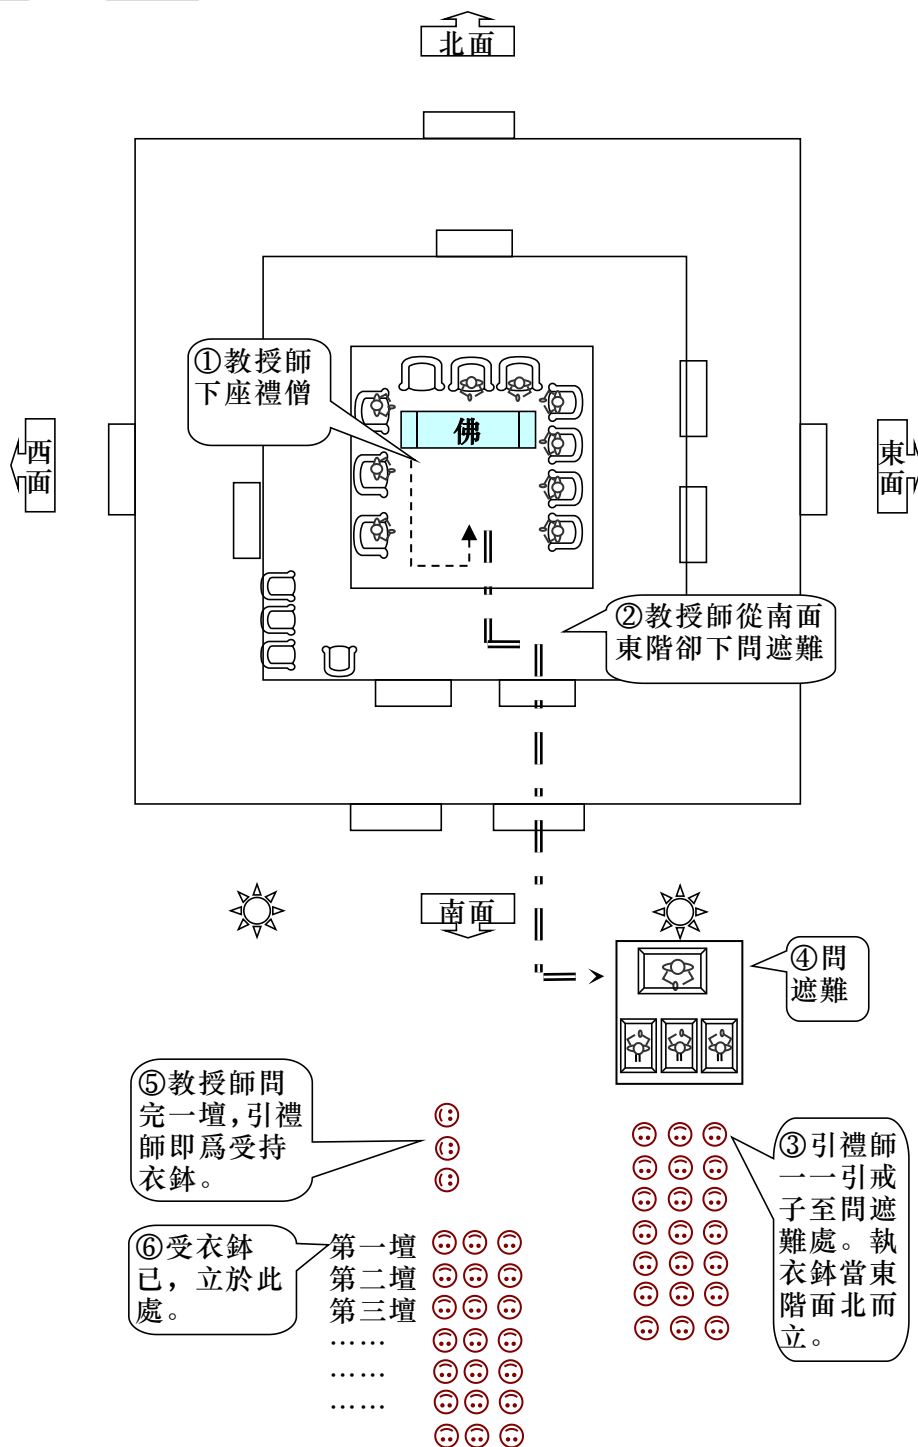 北面
①教授師
下座禮僧
佛
西
面
東
面
②教授師從南面
東階卻下問遮難
南面
④問
遮難
⑤教授師問
完一壇，引禮
師即爲受持
衣鉢。
③引禮師
一一引戒
子至問遮
難處。執
衣鉢當東
階面北而
立。
⑥受衣鉢
已，立於此
處。
第一壇
第二壇
第三壇
……
……
……